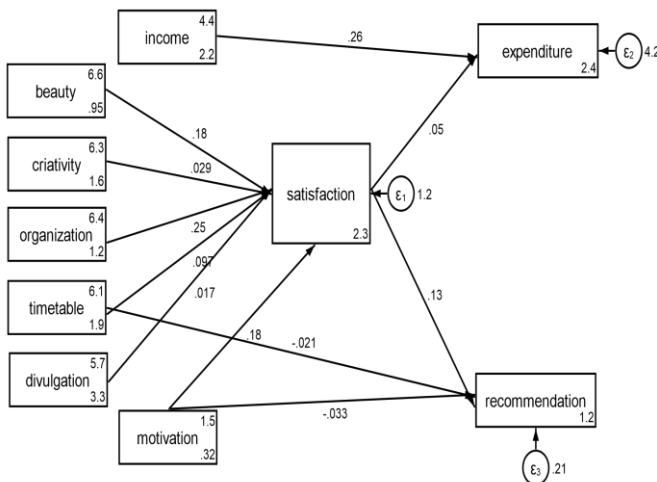 4.4
income
2.2
.26
expenditure
2.4
ε2
4.2
6.6
beauty
.95
.18
.05
6.3
criativity
1.6
.029
satisfaction
2.3
ε1
1.2
6.4
organization
1.2
.25
.097
6.1
timetable
1.9
.017
.13
.18
-.021
5.7
divulgation
3.3
1.5
motivation
.32
-.033
recommendation
1.2
ε3
.21